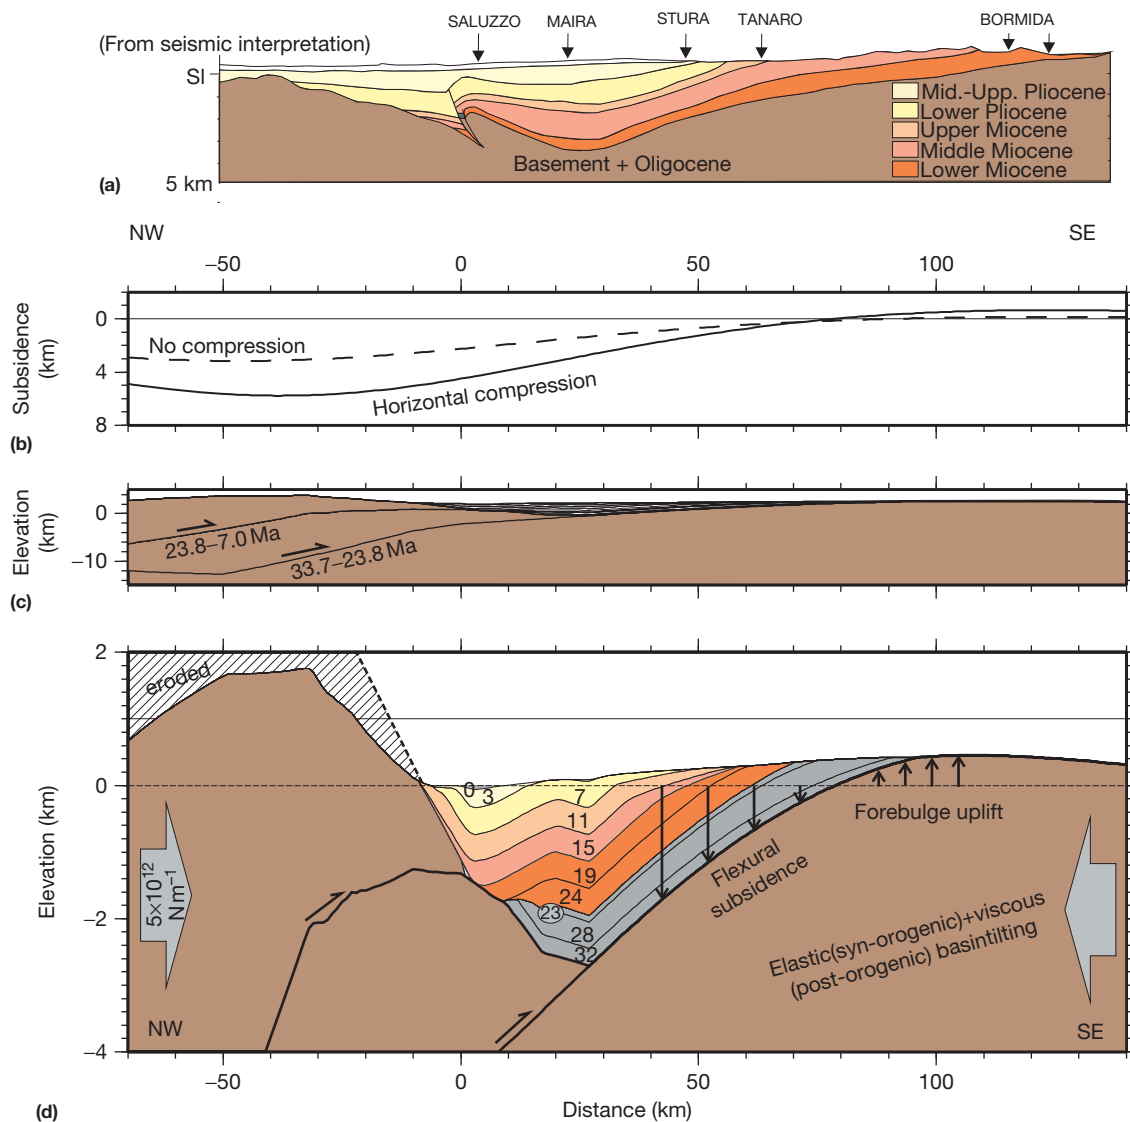 SALUZZO MAIRA STURA TANARO BORMIDA
(From seismic interpretation)
Sl
Mid.-Upp. Pliocene
Lower Pliocene
Upper Miocene
Middle Miocene
Lower Miocene
Basement + Oligocene
(a)
5 km
NW SE
−50 0 50 100
Subsidence
(km)
0
4
8
No compression
Horizontal compression
(b)
Elevation
(km)
0
−10
23.8–7.0 Ma
33.7–23.8 Ma
(c)
Elevation (km)
2
0
−2
−4
eroded
0
3
7
11
15
19
24
23
28
32
5×10¹²
N m⁻¹
Flexural
subsidence
Forebulge uplift
Elastic(syn-orogenic)+viscous
(post-orogenic) basintilting
NW SE
−50 0 50 100
Distance (km)
(d)